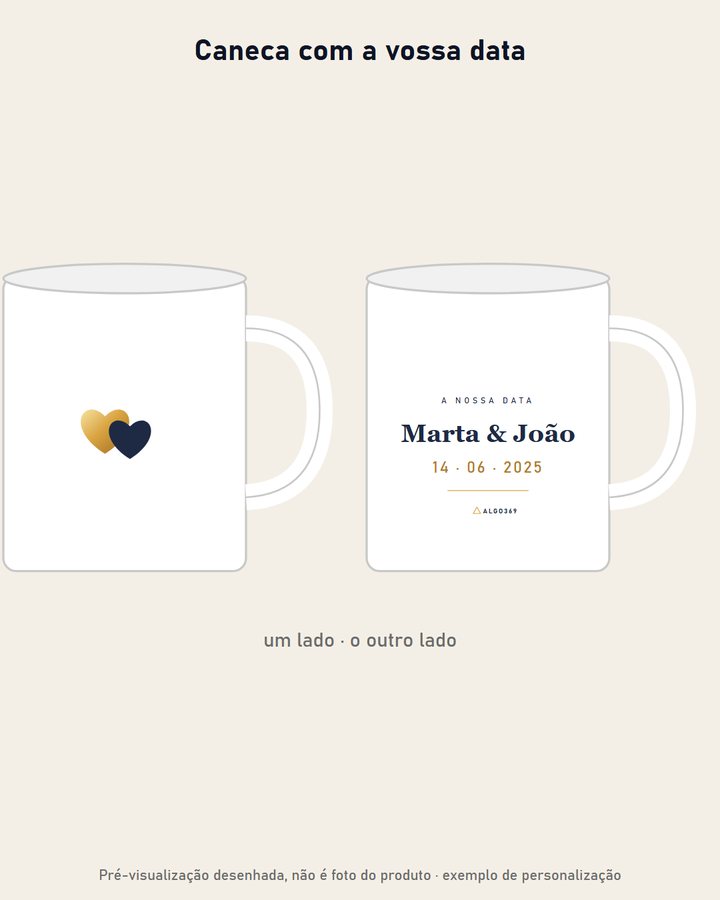 Caneca com a vossa data
A NOSSA DATA
Marta & João
14 · 06 · 2025
ALGO369
um lado · o outro lado
Pré-visualização desenhada, não é foto do produto · exemplo de personalização